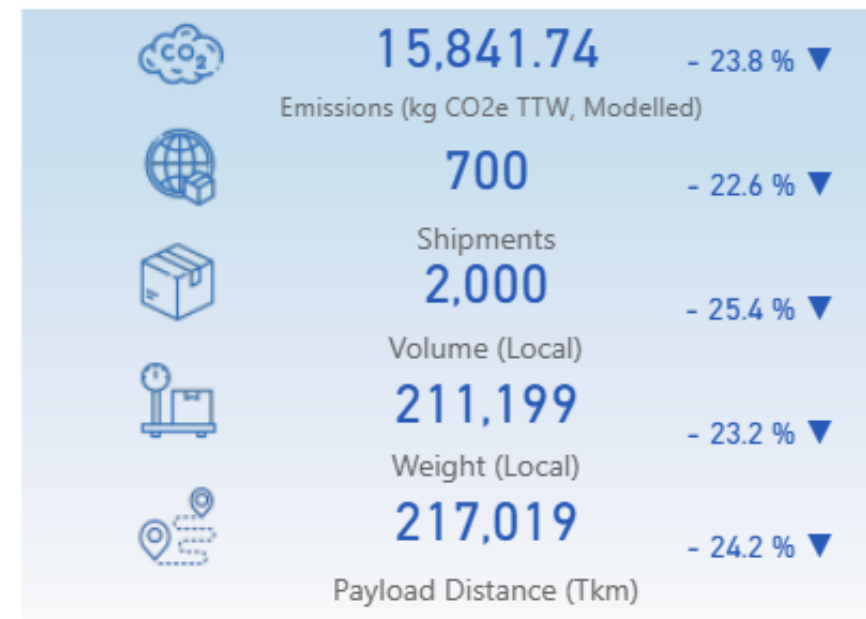 CO2
15,841.74 - 23.8 % ▼
Emissions (kg CO2e TTW, Modelled)
700 - 22.6 % ▼
Shipments
2,000 - 25.4 % ▼
Volume (Local)
211,199 - 23.2 % ▼
Weight (Local)
217,019 - 24.2 % ▼
Payload Distance (Tkm)